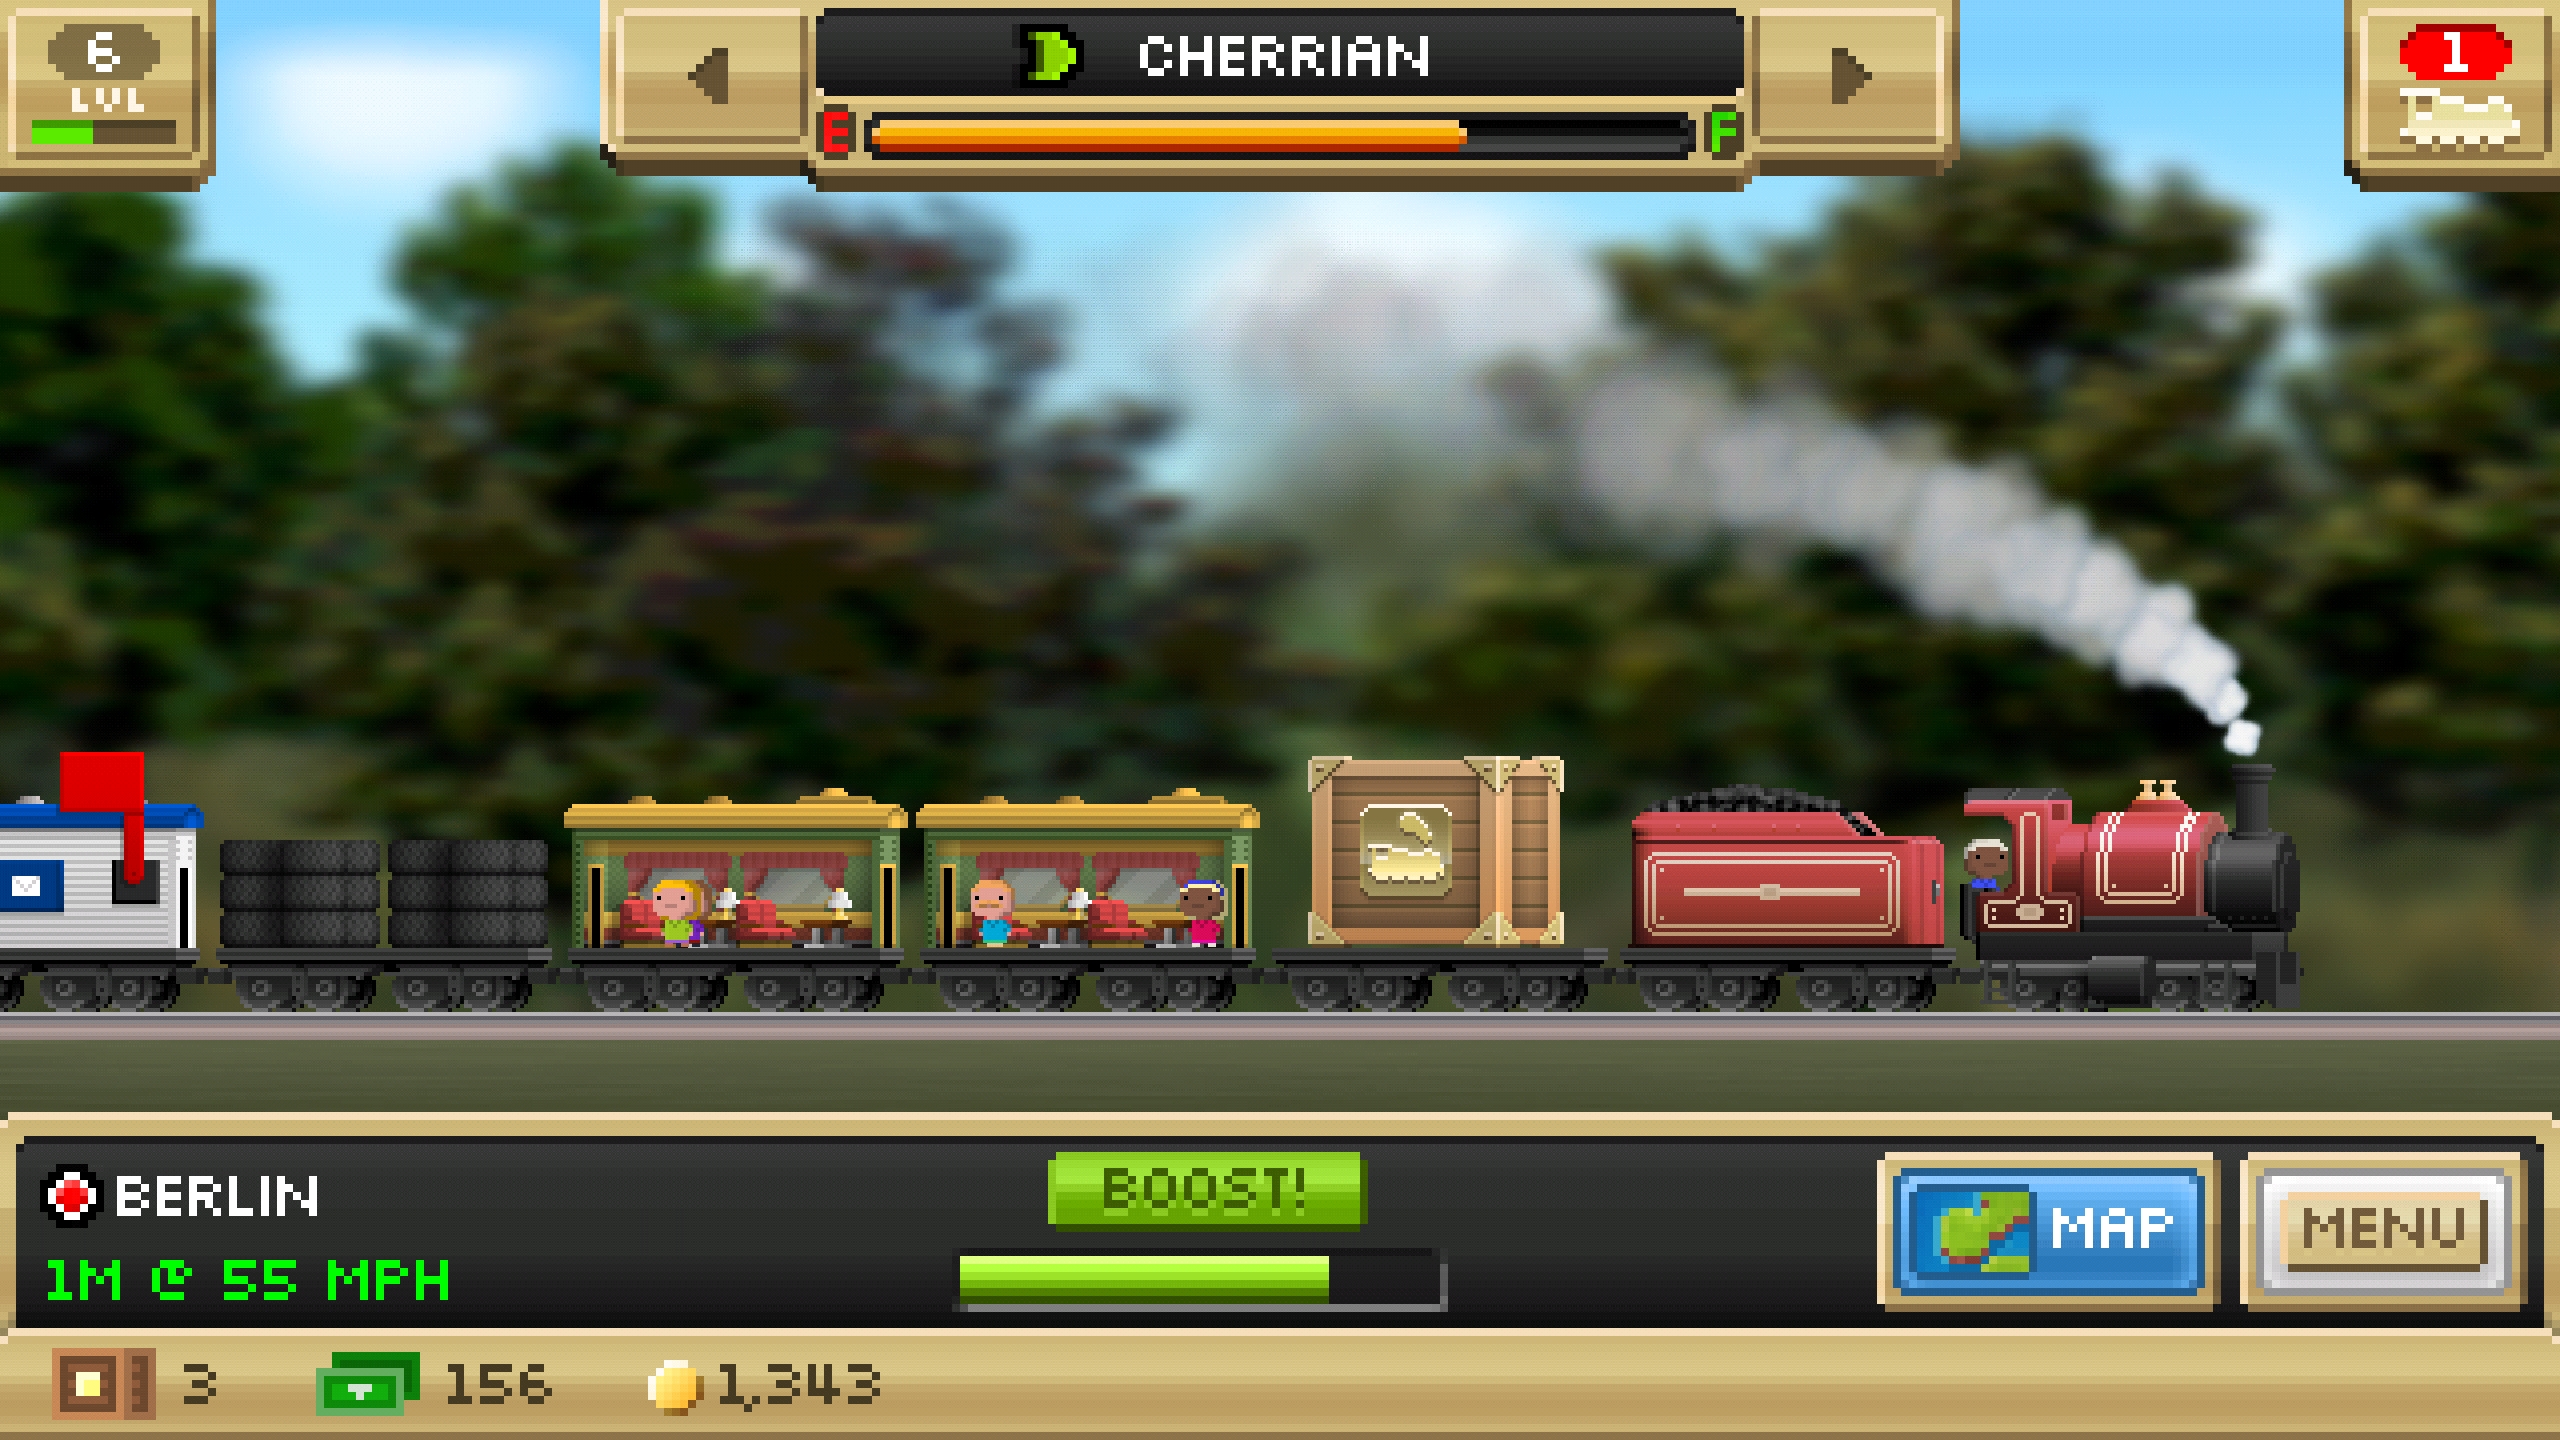 6
LVL
CHERRIAN
E F
1
BERLIN
1M @ 55 MPH
BOOST!
MAP
MENU
3 156 1,343